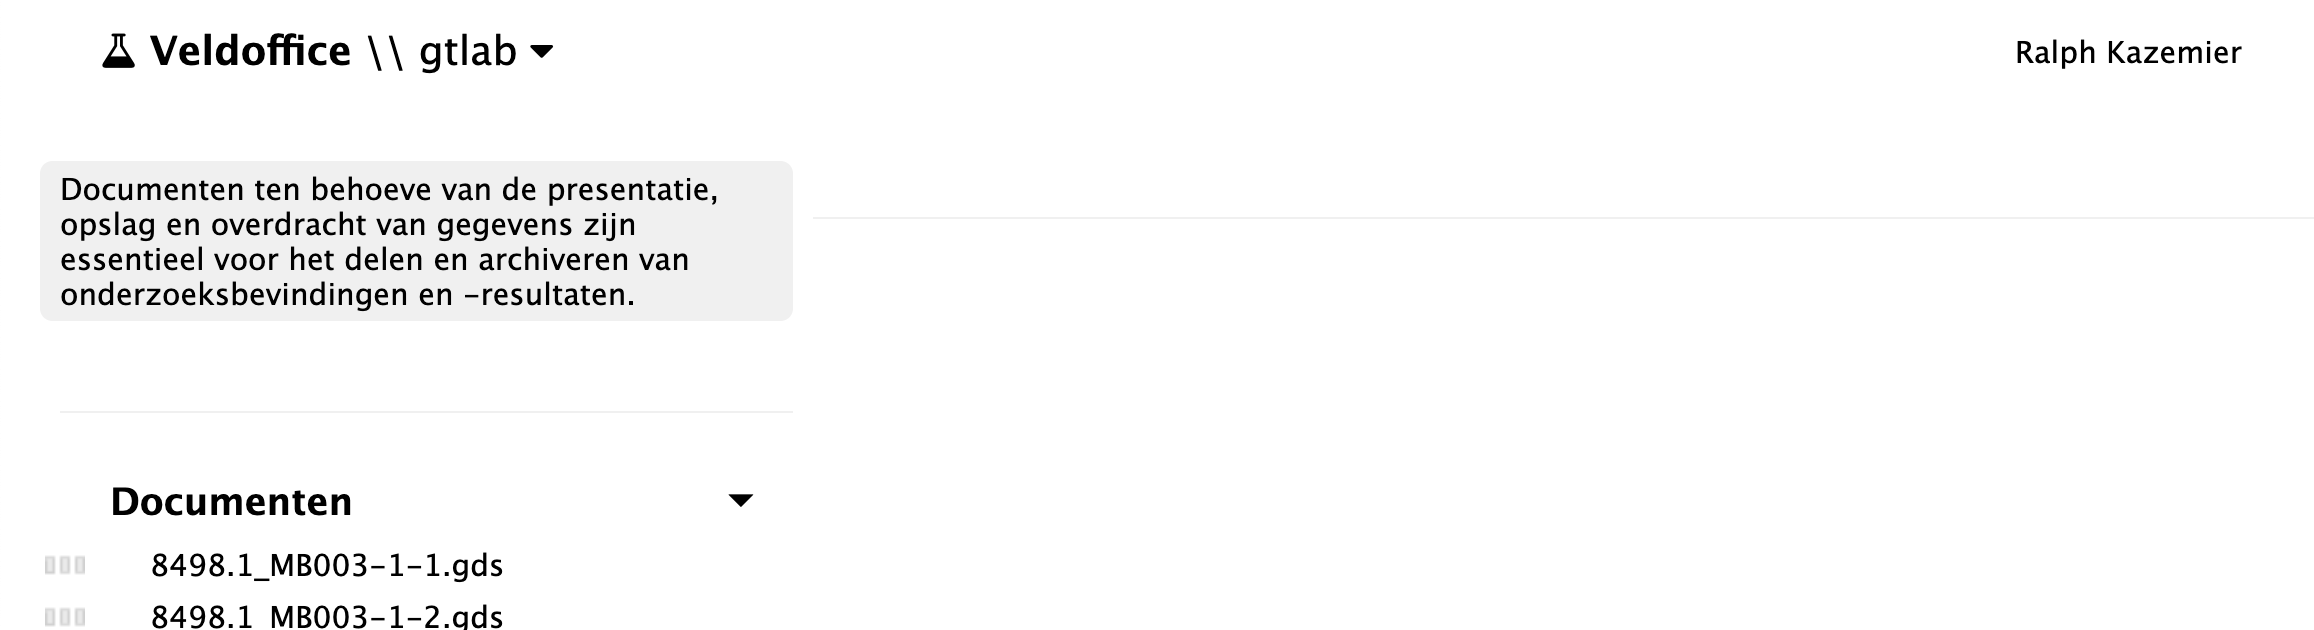 Veldoffice \\ gtlab
Ralph Kazemier
Documenten ten behoeve van de presentatie,
opslag en overdracht van gegevens zijn
essentieel voor het delen en archiveren van
onderzoeksbevindingen en -resultaten.
Documenten
8498.1_MB003-1-1.gds
8498.1_MB003-1-2.gds